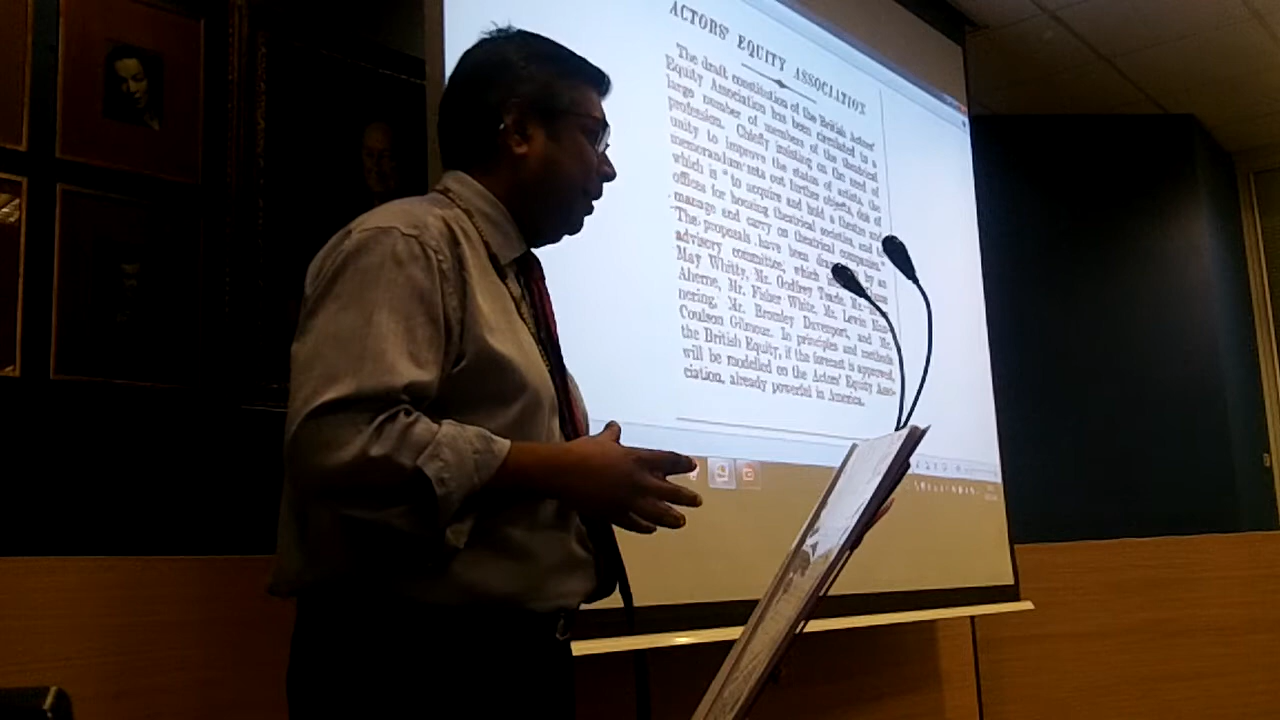 ACTORS' EQUITY ASSOCIATION
The draft constitution of the British Actors'
Equity Association has been circulated to a
large number of members of the theatrical
profession. Chiefly insisting on the need of
unity to improve the status of artists, the
memorandum sets out further objects, one of
which is "to acquire and hold a theatre and
offices for housing theatrical societies, and to
manage and carry on theatrical companies."
The proposals have been by an
advisory committee, which
May Whitty, Mr. Godfrey Tearle, Mr.
Aherne, Mr. Fisher White, Mr. Lewis
Mr. Bromley Davenport, and Mr.
Coulson Gilmour. In principles and methods
the British Equity, if the forecast is approved,
will be modelled on the Actors' Equity Asso-
ciation, already powerful in America.